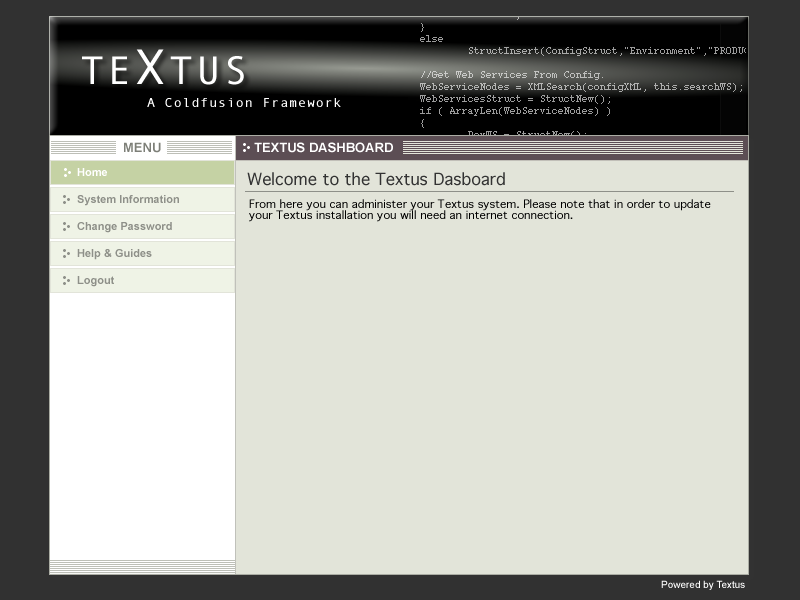 }
else
StructInsert(ConfigStruct,"Environment","PRODU
//Get Web Services From Config.
WebServiceNodes = XMLSearch(configXML, this.searchWS);
WebServicesStruct = StructNew();
if ( ArrayLen(WebServiceNodes) )
{
DevWS = StructNew();
TEXTUS
A Coldfusion Framework
MENU
TEXTUS DASHBOARD
Home
System Information
Change Password
Help & Guides
Logout
Welcome to the Textus Dasboard
From here you can administer your Textus system. Please note that in order to update
your Textus installation you will need an internet connection.
Powered by Textus